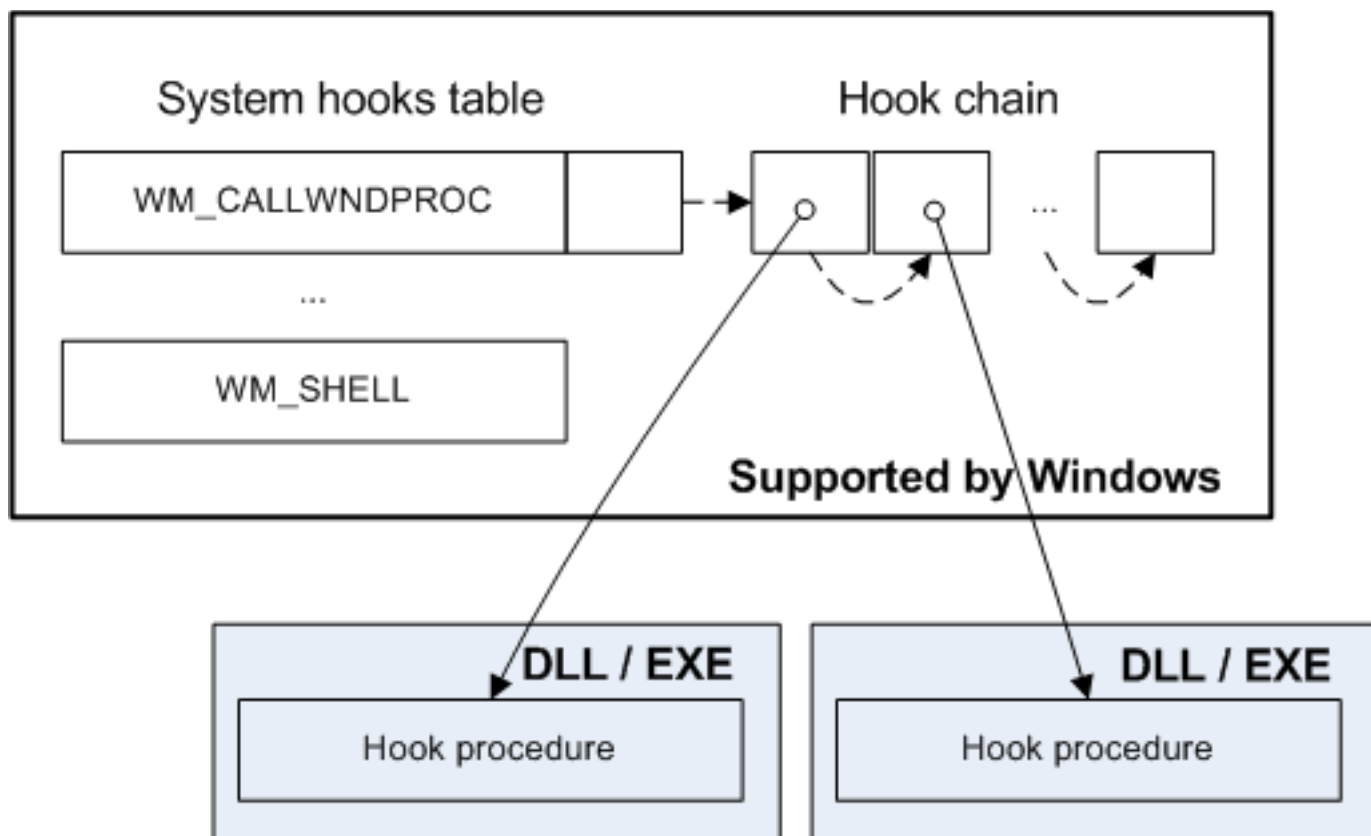 System hooks table
Hook chain
WM_CALLWNDPROC
...
...
WM_SHELL
Supported by Windows
DLL / EXE
Hook procedure
DLL / EXE
Hook procedure